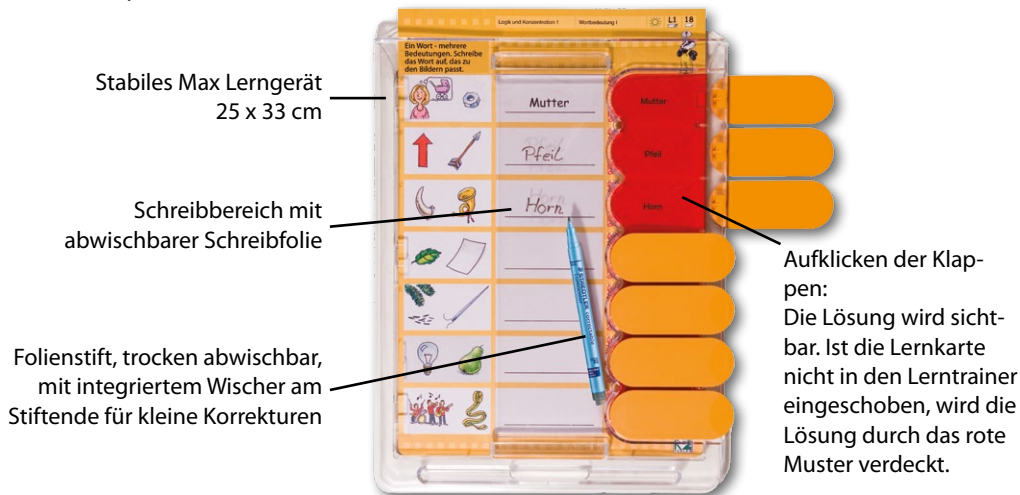 Logik und Konzentration 1
Wortbedeutung I
L1
18
Ein Wort - mehrere
Bedeutungen. Schreibe
das Wort auf, das zu
den Bildern passt.
Mutter
Mutter
Pfeil
Pfeil
Horn
Horn
STAEDTLER
Stabiles Max Lerngerät
25 x 33 cm
Schreibbereich mit
abwischbarer Schreibfolie
Folienstift, trocken abwischbar,
mit integriertem Wischer am
Stiftende für kleine Korrekturen
Aufklicken der Klap-
pen:
Die Lösung wird sicht-
bar. Ist die Lernkarte
nicht in den Lerntrainer
eingeschoben, wird die
Lösung durch das rote
Muster verdeckt.